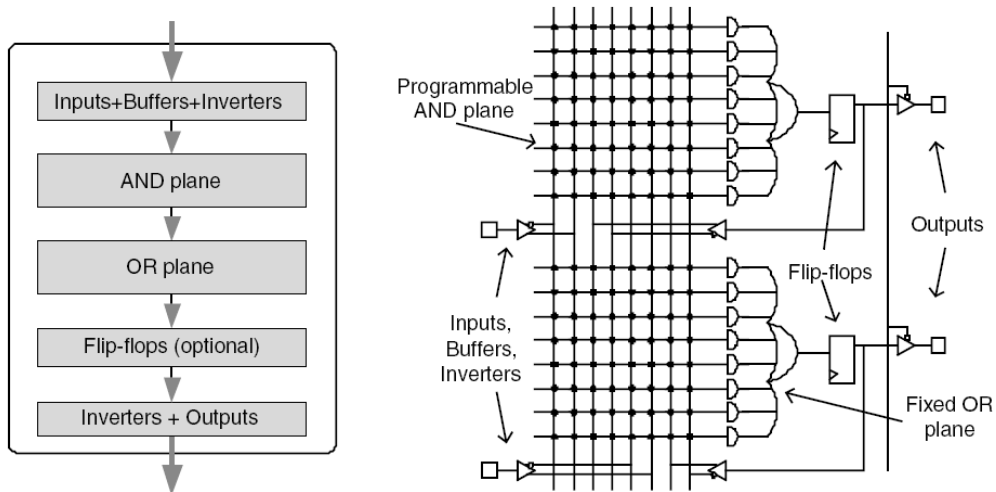 Inputs+Buffers+Inverters
AND plane
OR plane
Flip-flops (optional)
Inverters + Outputs
Programmable
AND plane
Inputs,
Buffers,
Inverters
Flip-flops
Outputs
Fixed OR
plane